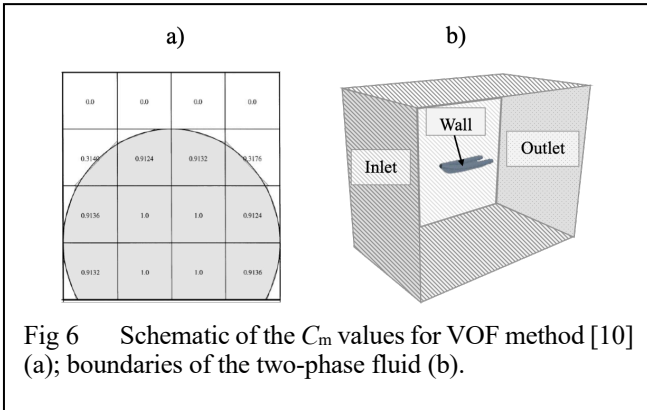 a) b)
0.0 0.0 0.0 0.0
0.3140 0.9124 0.9132 0.3176
0.9136 1.0 1.0 0.9124
0.9132 1.0 1.0 0.9136
Wall
Inlet
Outlet
Fig 6 Schematic of the Cm values for VOF method [10]
(a); boundaries of the two-phase fluid (b).